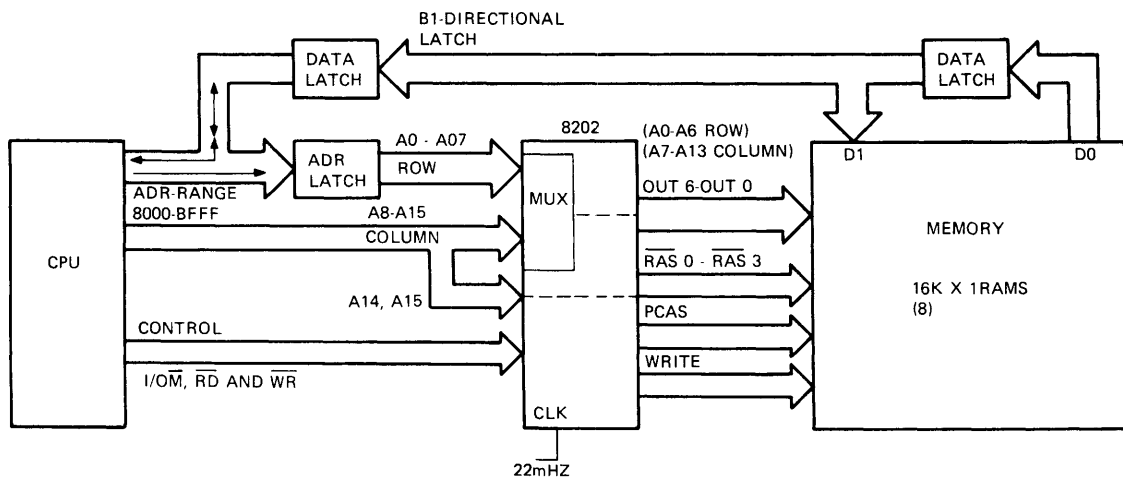 B1-DIRECTIONAL
LATCH
DATA
LATCH
DATA
LATCH
8202
(A0-A6 ROW)
(A7-A13 COLUMN)
A0 - A07
ROW
ADR
LATCH
D1
D0
ADR-RANGE
8000-BFFF
MUX
OUT 6-OUT 0
A8-A15
COLUMN
MEMORY
CPU
RAS 0 - RAS 3
A14, A15
16K X 1RAMS
(8)
PCAS
CONTROL
WRITE
I/OM, RD AND WR
CLK
22mHZ